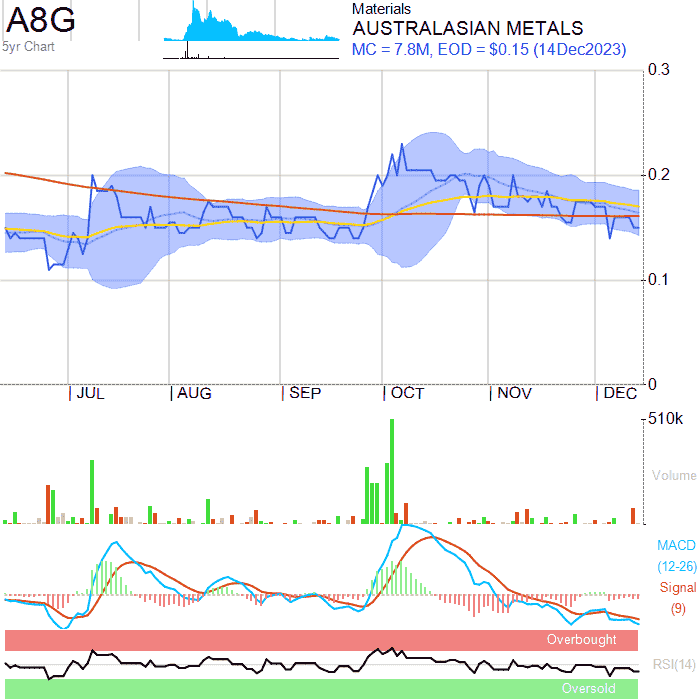 A8G
5yr Chart
Materials
AUSTRALASIAN METALS
MC = 7.8M, EOD = $0.15 (14Dec2023)
0.3
0.2
0.1
0
JUL AUG SEP OCT NOV DEC
510k
Volume
MACD
(12-26)
Signal
(9)
Overbought
RSI(14)
Oversold